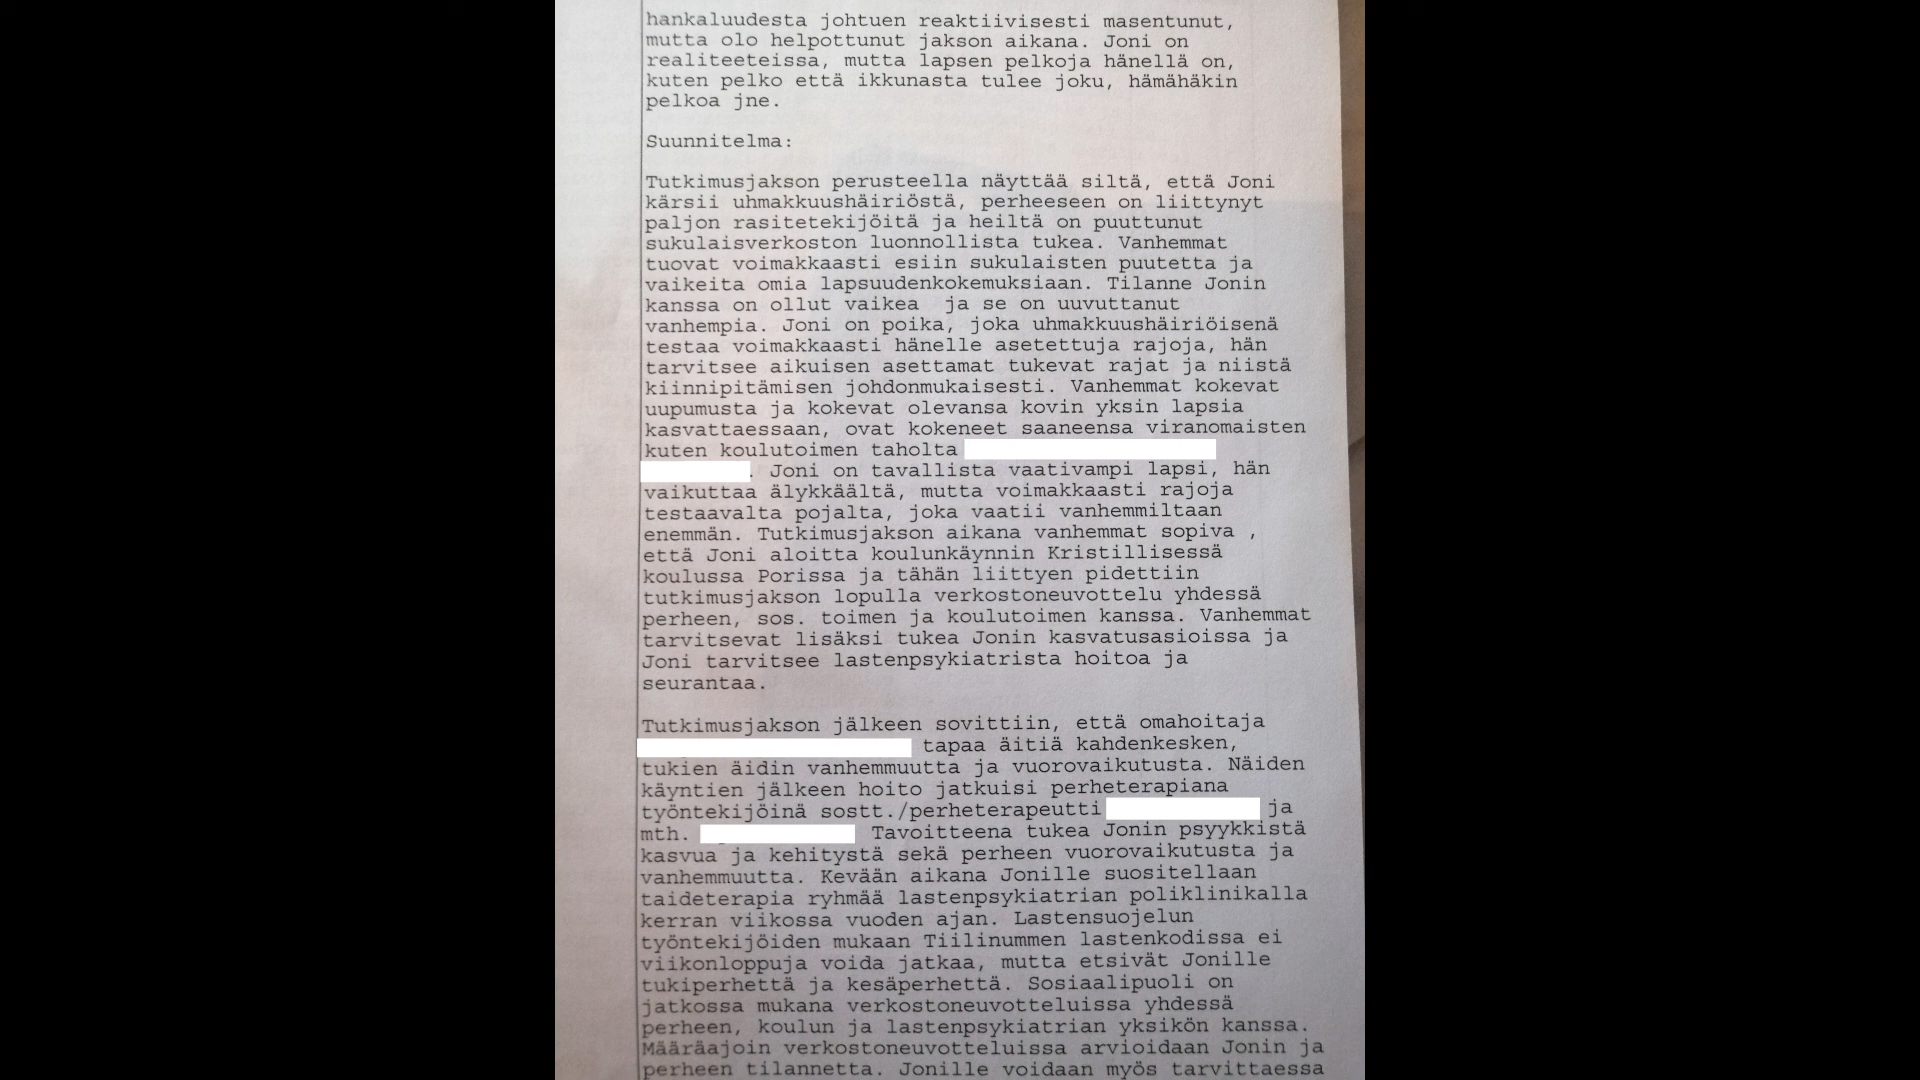 hankaluudesta johtuen reaktiivisesti masentunut,
mutta olo helpottunut jakson aikana. Joni on
realiteeteissa, mutta lapsen pelkoja hänellä on,
kuten pelko että ikkunasta tulee joku, hämähäkin
pelkoa jne.
Suunnitelma:
Tutkimusjakson perusteella näyttää siltä, että Joni
kärsii uhmakkuushäiriöstä, perheeseen on liittynyt
paljon rasitetekijöitä ja heiltä on puuttunut
sukulaisverkoston luonnollista tukea. Vanhemmat
tuovat voimakkaasti esiin sukulaisten puutetta ja
vaikeita omia lapsuudenkokemuksiaan. Tilanne Jonin
kanssa on ollut vaikea  ja se on uuvuttanut
vanhempia. Joni on poika, joka uhmakkuushäiriöisenä
testaa voimakkaasti hänelle asetettuja rajoja, hän
tarvitsee aikuisen asettamat tukevat rajat ja niistä
kiinnipitämisen johdonmukaisesti. Vanhemmat kokevat
uupumusta ja kokevat olevansa kovin yksin lapsia
kasvattaessaan, ovat kokeneet saaneensa viranomaisten
kuten koulutoimen taholta
. Joni on tavallista vaativampi lapsi, hän
vaikuttaa älykkäältä, mutta voimakkaasti rajoja
testaavalta pojalta, joka vaatii vanhemmiltaan
enemmän. Tutkimusjakson aikana vanhemmat sopiva ,
että Joni aloitta koulunkäynnin Kristillisessä
koulussa Porissa ja tähän liittyen pidettiin
tutkimusjakson lopulla verkostoneuvottelu yhdessä
perheen, sos. toimen ja koulutoimen kanssa. Vanhemmat
tarvitsevat lisäksi tukea Jonin kasvatusasioissa ja
Joni tarvitsee lastenpsykiatrista hoitoa ja
seurantaa.
Tutkimusjakson jälkeen sovittiin, että omahoitaja
tapaa äitiä kahdenkesken,
tukien äidin vanhemmuutta ja vuorovaikutusta. Näiden
käyntien jälkeen hoito jatkuisi perheterapiana
työntekijöinä sostt./perheterapeutti ja
mth. Tavoitteena tukea Jonin psyykkistä
kasvua ja kehitystä sekä perheen vuorovaikutusta ja
vanhemmuutta. Kevään aikana Jonille suositellaan
taideterapia ryhmää lastenpsykiatrian poliklinikalla
kerran viikossa vuoden ajan. Lastensuojelun
työntekijöiden mukaan Tiilinummen lastenkodissa ei
viikonloppuja voida jatkaa, mutta etsivät Jonille
tukiperhettä ja kesäperhettä. Sosiaalipuoli on
jatkossa mukana verkostoneuvotteluissa yhdessä
perheen, koulun ja lastenpsykiatrian yksikön kanssa.
Määräajoin verkostoneuvotteluissa arvioidaan Jonin ja
perheen tilannetta. Jonille voidaan myös tarvittaessa